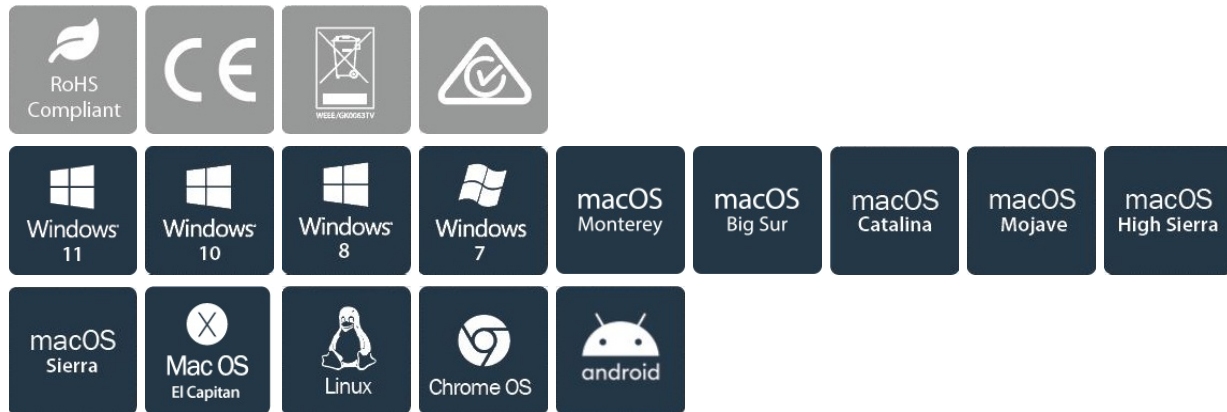 RoHS
Compliant
CE
WEEE/GK0063TV
Windows
11
Windows
10
Windows
8
Windows
7
macOS
Monterey
macOS
Big Sur
macOS
Catalina
macOS
Mojave
macOS
High Sierra
macOS
Sierra
X
Mac OS
El Capitan
Linux
Chrome OS
android